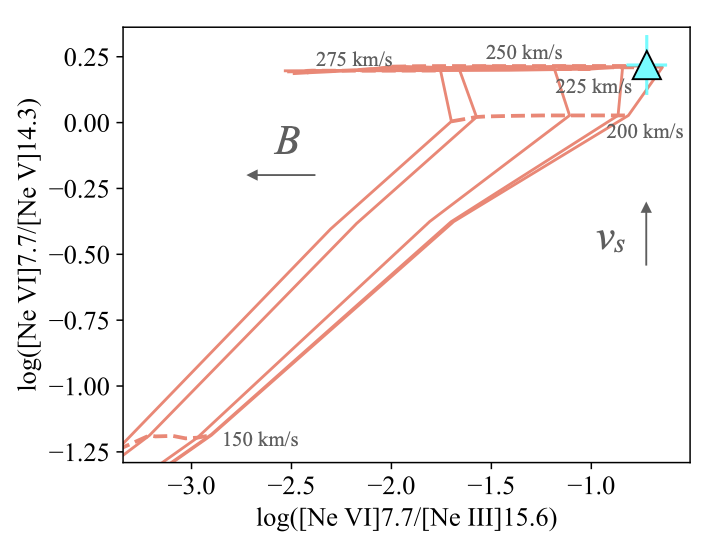 275 km/s
250 km/s
225 km/s
200 km/s
150 km/s
B
vs
0.25
0.00
−0.25
−0.50
−0.75
−1.00
−1.25
log([Ne VI]7.7/[Ne V]14.3)
−3.0
−2.5
−2.0
−1.5
−1.0
log([Ne VI]7.7/[Ne III]15.6)